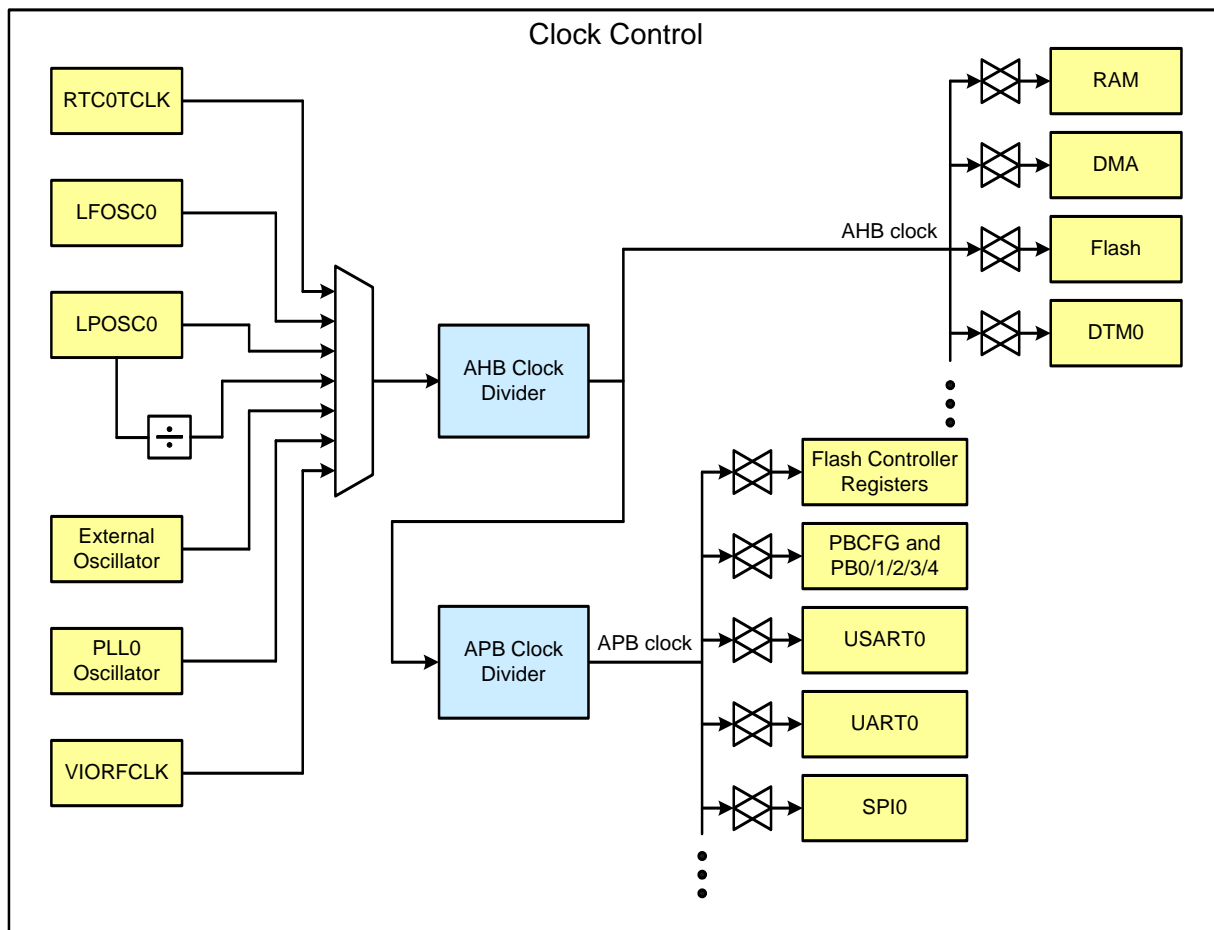 Clock Control
RTC0TCLK
LFOSC0
LPOSC0
÷
External
Oscillator
PLL0
Oscillator
VIORFCLK
AHB Clock
Divider
APB Clock
Divider
AHB clock
RAM
DMA
Flash
DTM0
APB clock
Flash Controller
Registers
PBCFG and
PB0/1/2/3/4
USART0
UART0
SPI0